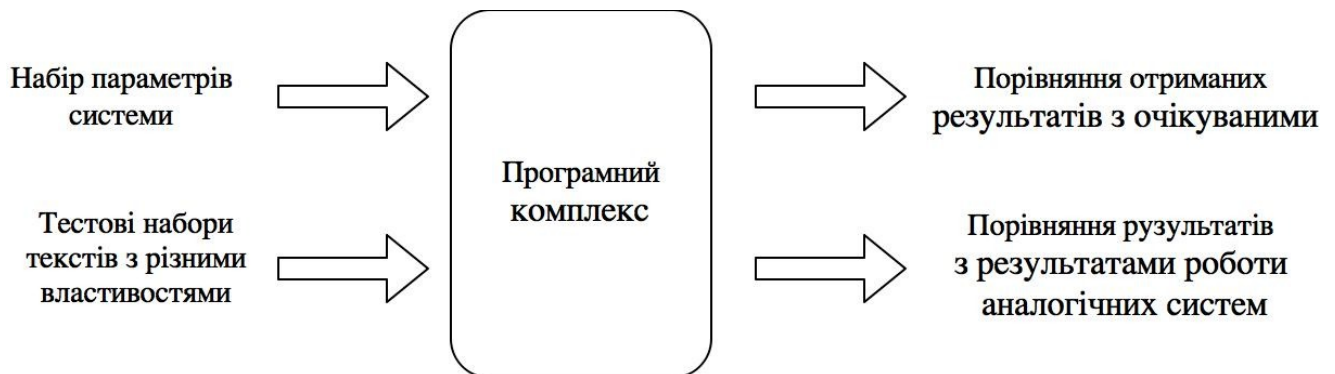 Набір параметрів
системи
Тестові набори
текстів з різними
властивостями
Програмний
комплекс
Порівняння отриманих
результатів з очікуваними
Порівняння рузультатів
з результатами роботи
аналогічних систем